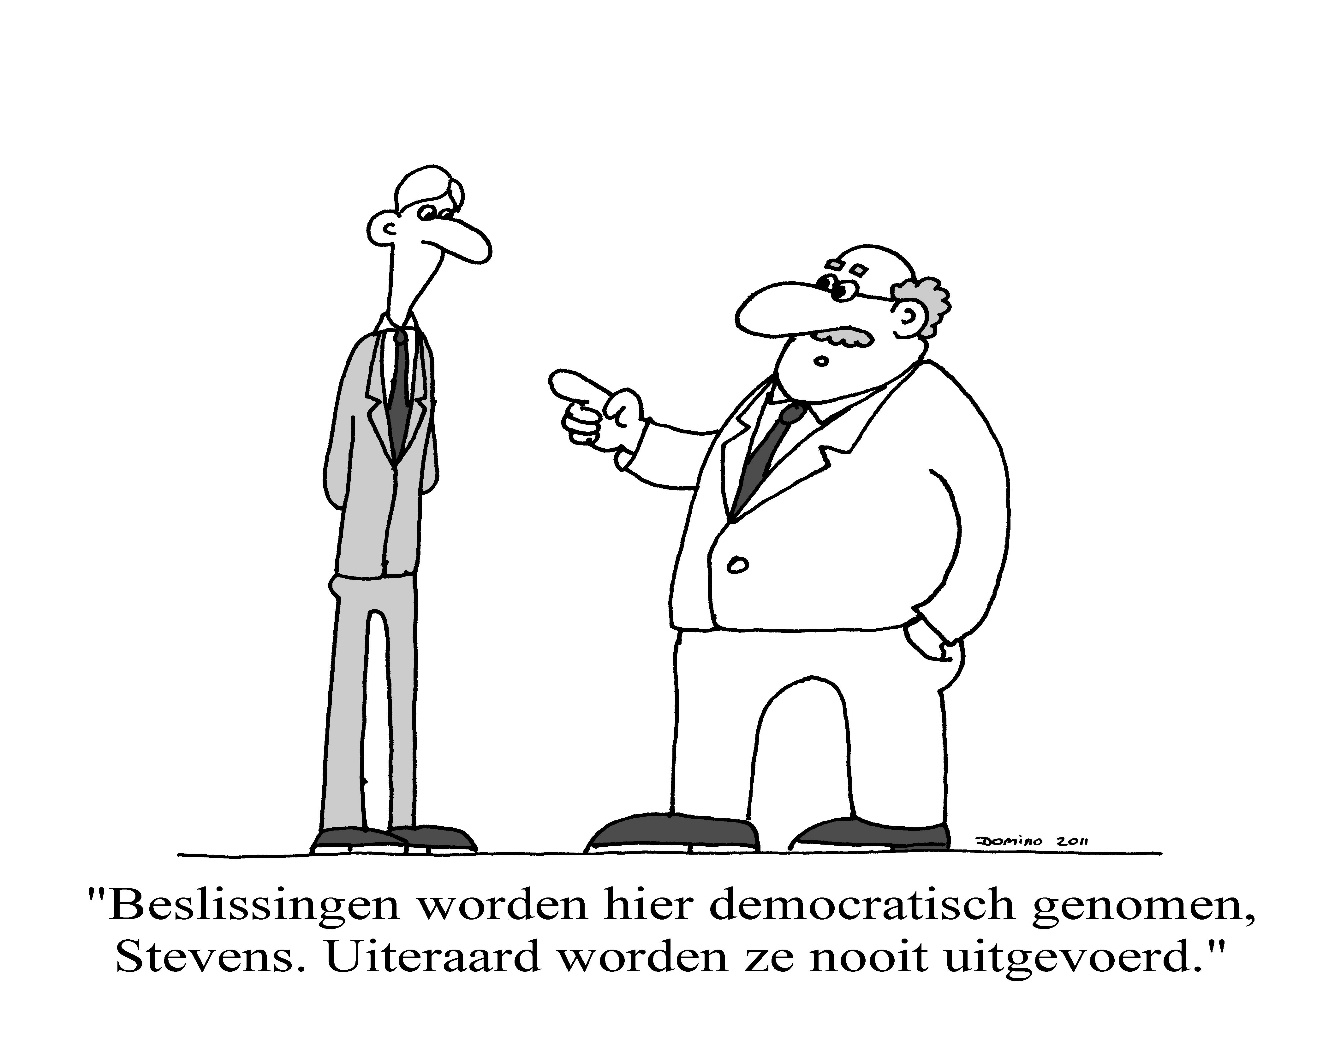 Domino 2011
"Beslissingen worden hier democratisch genomen,
Stevens. Uiteraard worden ze nooit uitgevoerd."